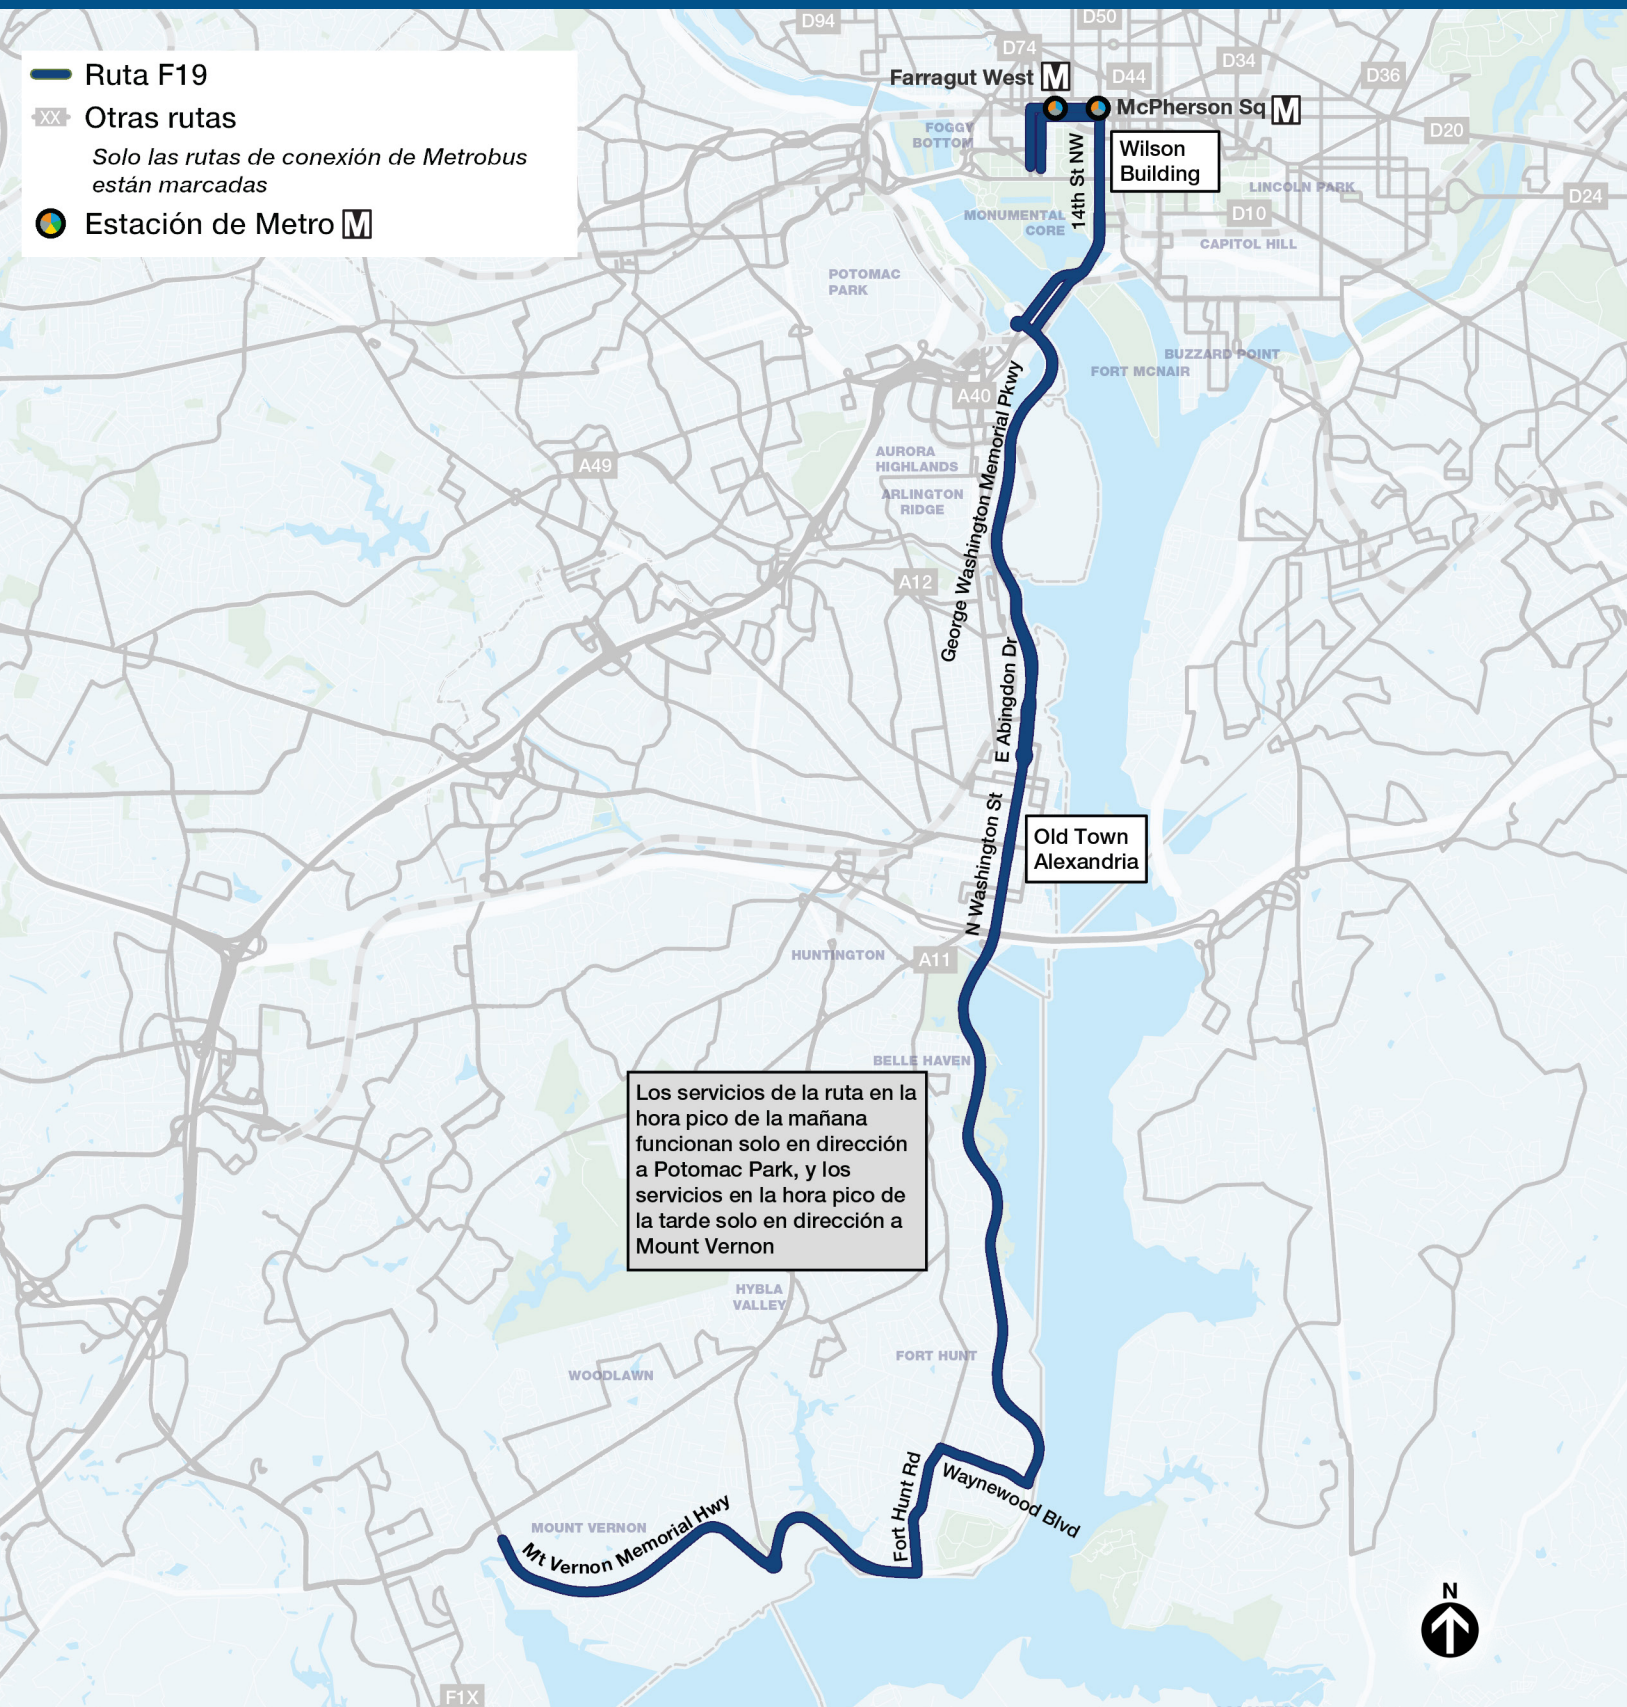 Ruta F19
XX
Otras rutas
Solo las rutas de conexión de Metrobus
están marcadas
Estación de Metro M
D94
D50
D74
D34
D44
D36
Farragut West M
McPherson Sq M
D20
FOGGY
BOTTOM
14th St NW
Wilson
Building
LINCOLN PARK
D24
D10
MONUMENTAL
CORE
CAPITOL HILL
POTOMAC
PARK
BUZZARD POINT
FORT MCNAIR
A40
George Washington Memorial Pkwy
AURORA
HIGHLANDS
A49
ARLINGTON
RIDGE
A12
E Abingdon Dr
N Washington St
Old Town
Alexandria
HUNTINGTON
A11
BELLE HAVEN
Los servicios de la ruta en la
hora pico de la mañana
funcionan solo en dirección
a Potomac Park, y los
servicios en la hora pico de
la tarde solo en dirección a
Mount Vernon
HYBLA
VALLEY
FORT HUNT
WOODLAWN
Fort Hunt Rd
Waynewood Blvd
MOUNT VERNON
Mt Vernon Memorial Hwy
N
F1X